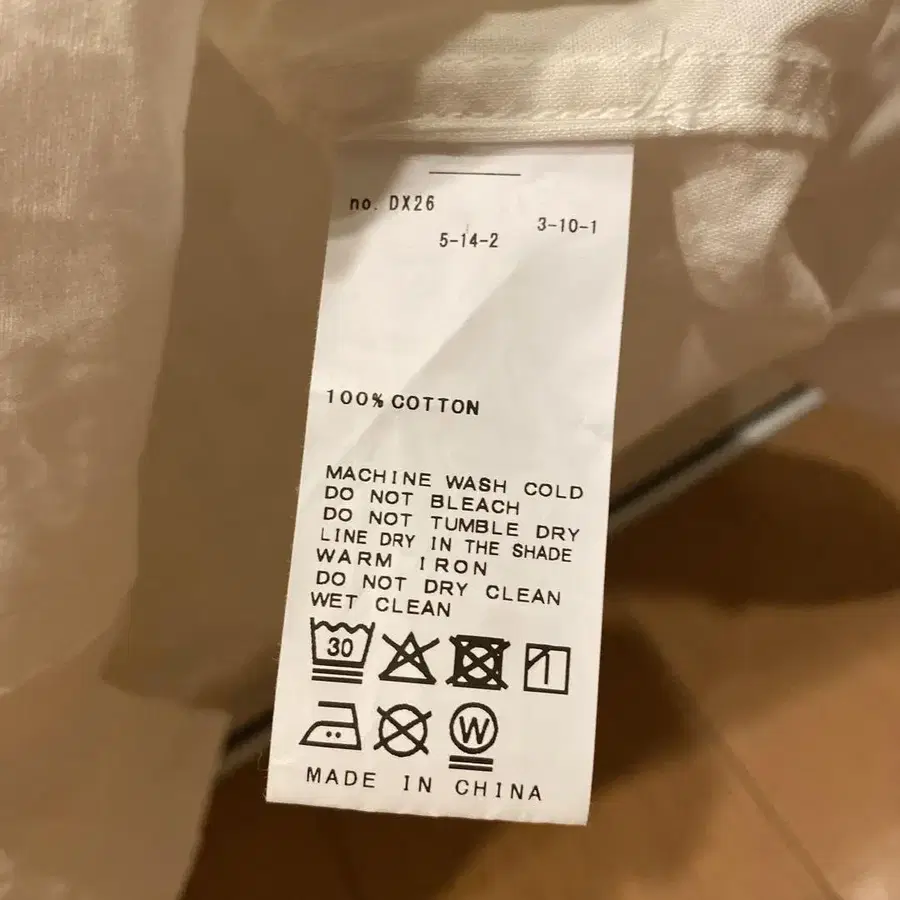 no. DX26
3-10-1
5-14-2
100% COTTON
MACHINE WASH COLD
DO NOT BLEACH
DO NOT TUMBLE DRY
LINE DRY IN THE SHADE
WARM IRON
DO NOT DRY CLEAN
WET CLEAN
30
W
MADE IN CHINA